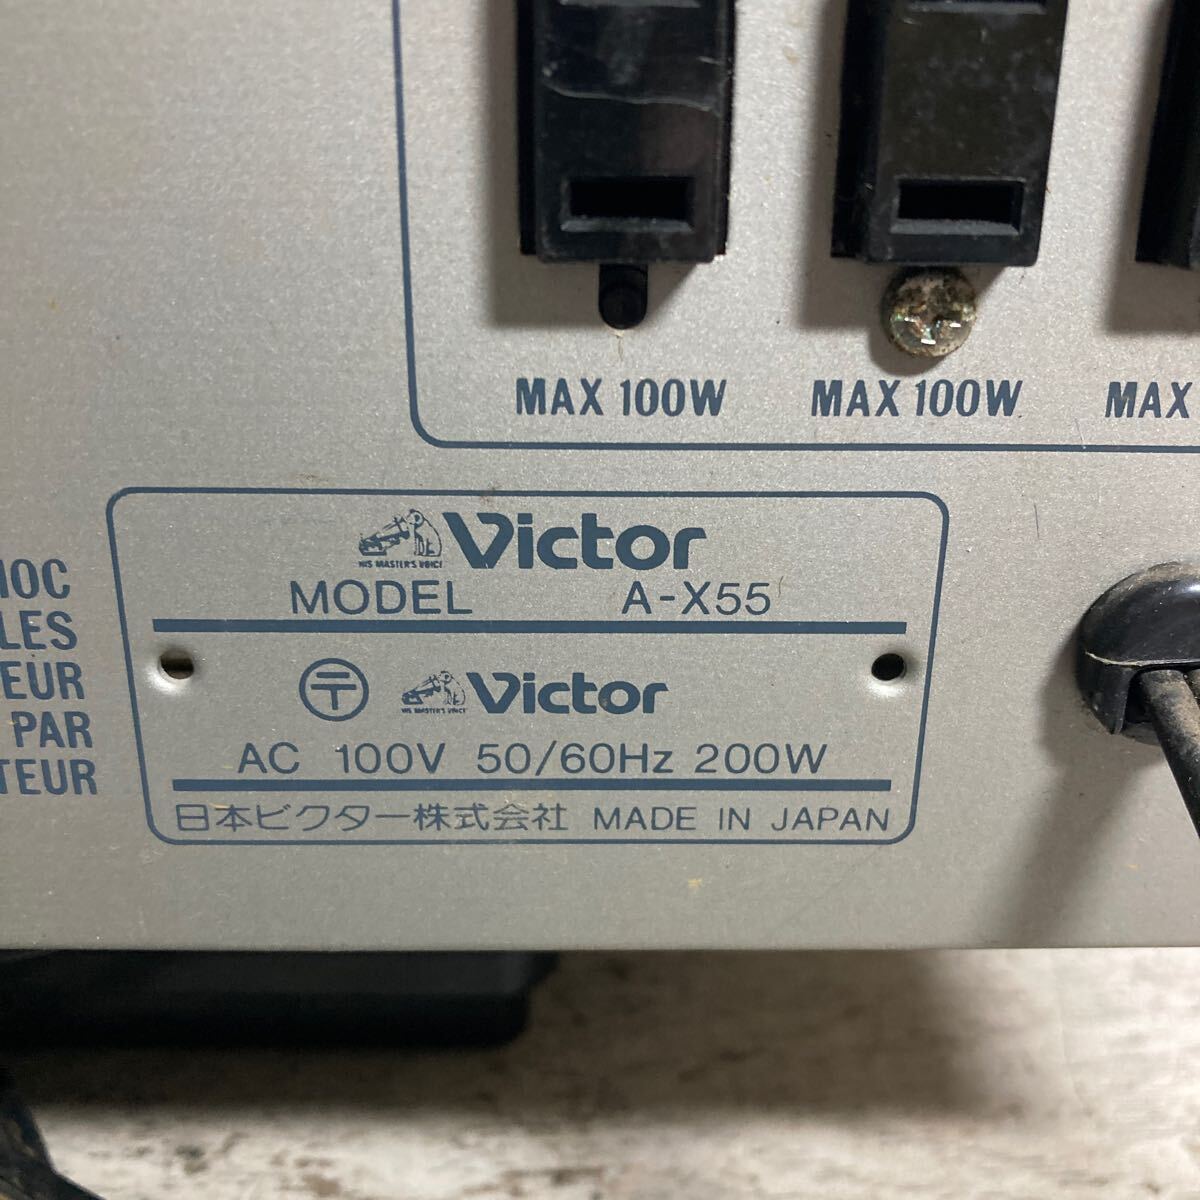 MAX 100W MAX 100W MAX
HIS MASTER'S VOICE Victor
MODEL A-X55
〒 HIS MASTER'S VOICE Victor
AC 100V 50/60Hz 200W
日本ビクター株式会社 MADE IN JAPAN
HOC
LES
EUR
PAR
TEUR